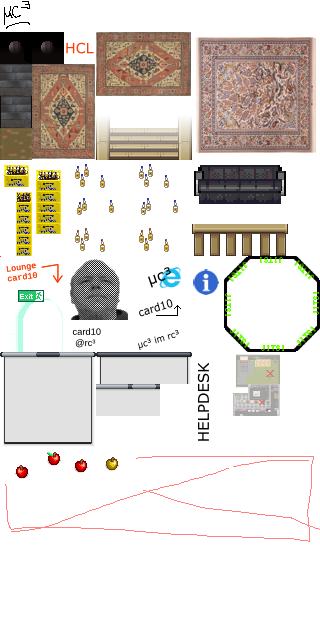 µc³
HCL
Lounge
card10
Exit
µc³
card10
card10
@rc³
µc³ im rc³
HELPDESK